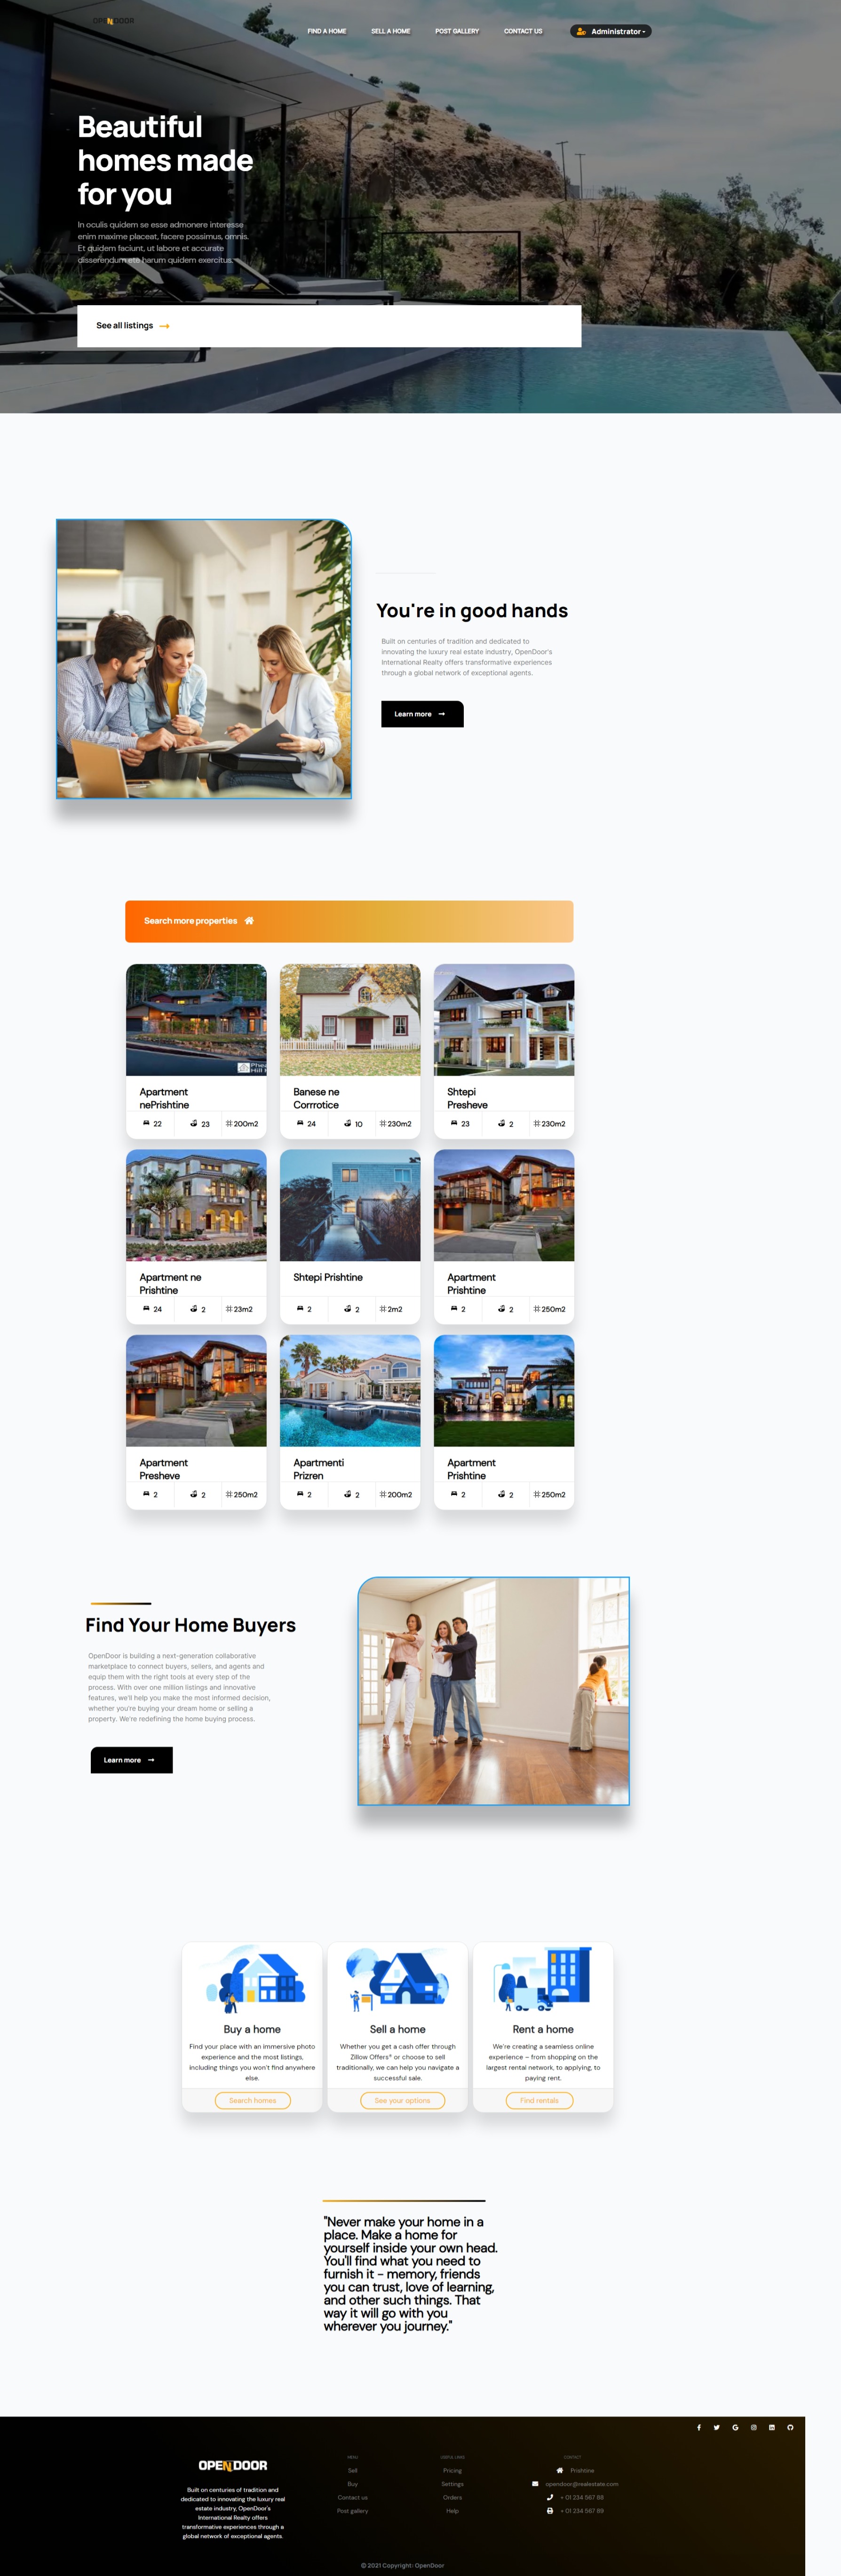 OPENDOOR
FIND A HOME
SELL A HOME
POST GALLERY
CONTACT US
Administrator
Beautiful
homes made
for you
In oculis quidem se esse admonere interesse
enim maxime placeat, facere possimus, omnis.
Et quidem faciunt, ut labore et accurate
disserendum ete harum quidem exercitus.
See all listings
You're in good hands
Built on centuries of tradition and dedicated to
innovating the luxury real estate industry, OpenDoor's
International Realty offers transformative experiences
through a global network of exceptional agents.
Learn more
Search more properties
Apartment
nePrishtine
22 23 200m2
Banese ne
Corrrotice
24 10 230m2
Shtepi
Presheve
23 2 230m2
Apartment ne
Prishtine
24 2 23m2
Shtepi Prishtine
2 2 2m2
Apartment
Prishtine
2 2 250m2
Apartment
Presheve
2 2 250m2
Apartmenti
Prizren
2 2 200m2
Apartment
Prishtine
2 2 250m2
Find Your Home Buyers
OpenDoor is building a next-generation collaborative
marketplace to connect buyers, sellers, and agents and
equip them with the right tools at every step of the
process. With over one million listings and innovative
features, we'll help you make the most informed decision,
whether you're buying your dream home or selling a
property. We're redefining the home buying process.
Learn more
Buy a home
Find your place with an immersive photo
experience and the most listings,
including things you won't find anywhere
else.
Search homes
Sell a home
Whether you get a cash offer through
Zillow Offers® or choose to sell
traditionally, we can help you navigate a
successful sale.
See your options
Rent a home
We're creating a seamless online
experience – from shopping on the
largest rental network, to applying, to
paying rent.
Find rentals
"Never make your home in a
place. Make a home for
yourself inside your own head.
You'll find what you need to
furnish it - memory, friends
you can trust, love of learning,
and other such things. That
way it will go with you
wherever you journey."
OPENDOOR
Built on centuries of tradition and
dedicated to innovating the luxury real
estate industry, OpenDoor's
International Realty offers
transformative experiences through a
global network of exceptional agents.
MENU
Sell
Buy
Contact us
Post gallery
USEFUL LINKS
Pricing
Settings
Orders
Help
CONTACT
Prishtine
opendoor@realestate.com
+ 01 234 567 88
+ 01 234 567 89
© 2021 Copyright: OpenDoor